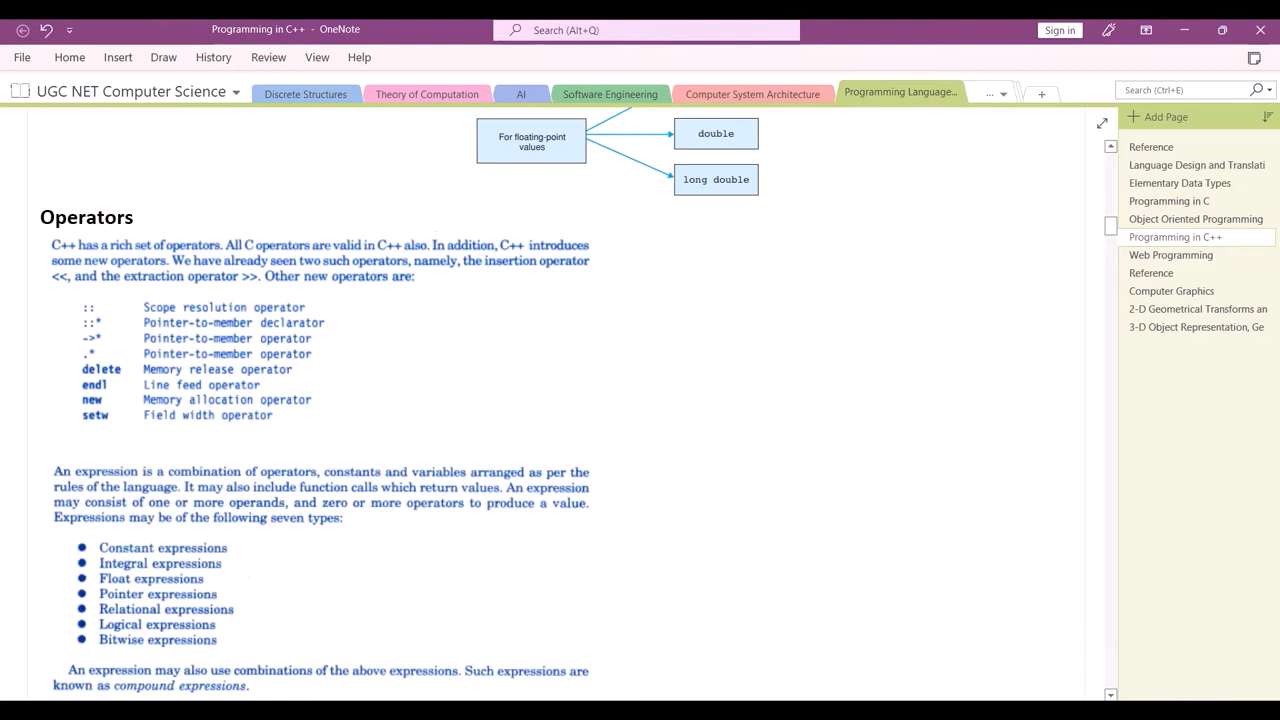 Programming in C++ - OneNote
Search (Alt+Q)
Sign in
File Home Insert Draw History Review View Help
UGC NET Computer Science
Discrete Structures
Theory of Computation
AI
Software Engineering
Computer System Architecture
Programming Language...
...
Search (Ctrl+E)
Add Page
Reference
Language Design and Translati
Elementary Data Types
Programming in C
Object Oriented Programming
Programming in C++
Web Programming
Reference
Computer Graphics
2-D Geometrical Transforms an
3-D Object Representation, Ge
For floating-point
values
double
long double
Operators
C++ has a rich set of operators. All C operators are valid in C++ also. In addition, C++ introduces
some new operators. We have already seen two such operators, namely, the insertion operator
<<, and the extraction operator >>. Other new operators are:
:: Scope resolution operator
::* Pointer-to-member declarator
->* Pointer-to-member operator
.* Pointer-to-member operator
delete Memory release operator
endl Line feed operator
new Memory allocation operator
setw Field width operator
An expression is a combination of operators, constants and variables arranged as per the
rules of the language. It may also include function calls which return values. An expression
may consist of one or more operands, and zero or more operators to produce a value.
Expressions may be of the following seven types:
● Constant expressions
● Integral expressions
● Float expressions
● Pointer expressions
● Relational expressions
● Logical expressions
● Bitwise expressions
An expression may also use combinations of the above expressions. Such expressions are
known as compound expressions.